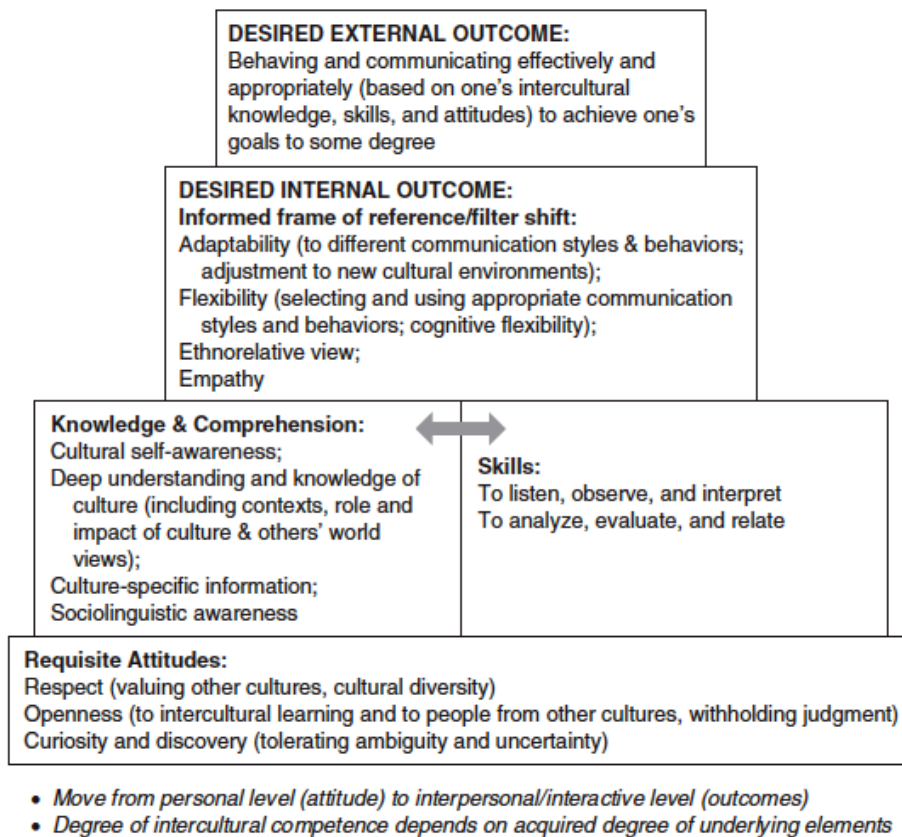 DESIRED EXTERNAL OUTCOME:
Behaving and communicating effectively and
appropriately (based on one's intercultural
knowledge, skills, and attitudes) to achieve one's
goals to some degree
DESIRED INTERNAL OUTCOME:
Informed frame of reference/filter shift:
Adaptability (to different communication styles & behaviors;
adjustment to new cultural environments);
Flexibility (selecting and using appropriate communication
styles and behaviors; cognitive flexibility);
Ethnorelative view;
Empathy
Knowledge & Comprehension:
Cultural self-awareness;
Deep understanding and knowledge of
culture (including contexts, role and
impact of culture & others' world
views);
Culture-specific information;
Sociolinguistic awareness
Skills:
To listen, observe, and interpret
To analyze, evaluate, and relate
Requisite Attitudes:
Respect (valuing other cultures, cultural diversity)
Openness (to intercultural learning and to people from other cultures, withholding judgment)
Curiosity and discovery (tolerating ambiguity and uncertainty)
• Move from personal level (attitude) to interpersonal/interactive level (outcomes)
• Degree of intercultural competence depends on acquired degree of underlying elements